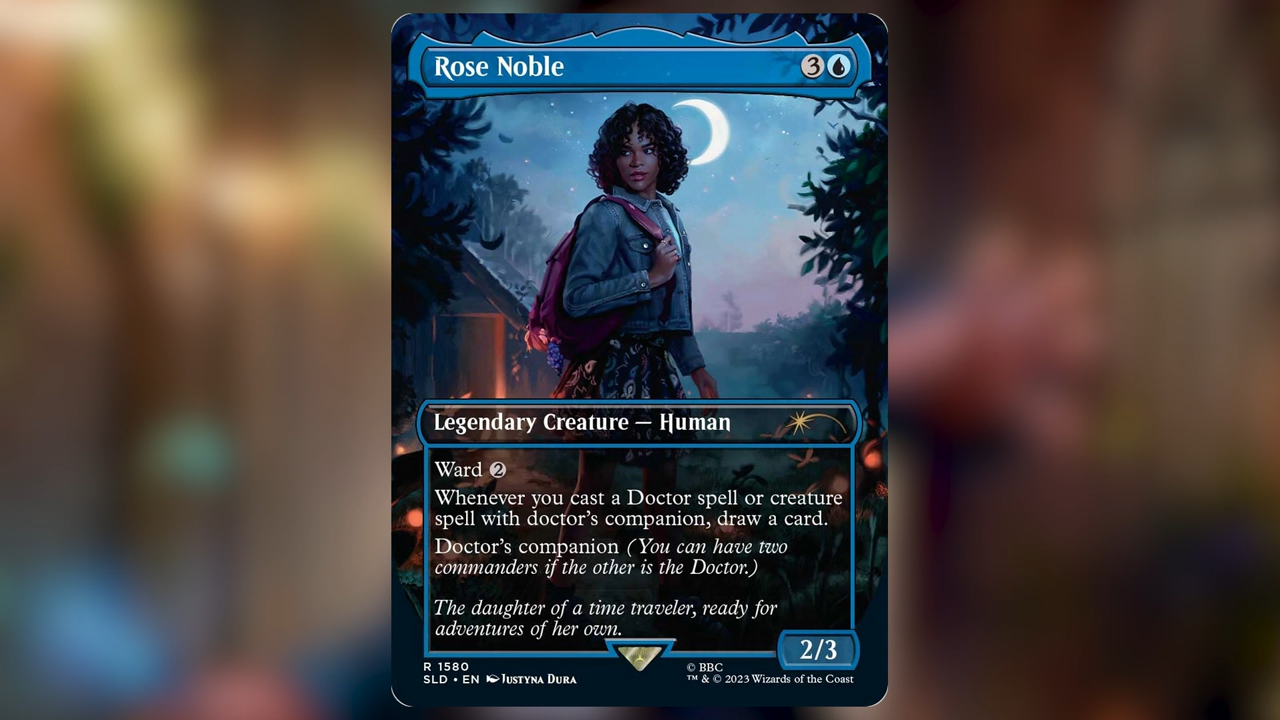 Rose Noble 3
Legendary Creature — Human
Ward 2
Whenever you cast a Doctor spell or creature
spell with doctor's companion, draw a card.
Doctor's companion (You can have two
commanders if the other is the Doctor.)
The daughter of a time traveler, ready for
adventures of her own.
2/3
R 1580
SLD • EN Justyna Dura
© BBC
™ & © 2023 Wizards of the Coast